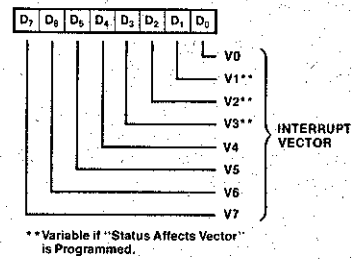 D7 D6 D5 D4 D3 D2 D1 D0
V0
V1**
V2**
V3**
V4
V5
V6
V7
INTERRUPT
VECTOR
**Variable if "Status Affects Vector"
is Programmed.